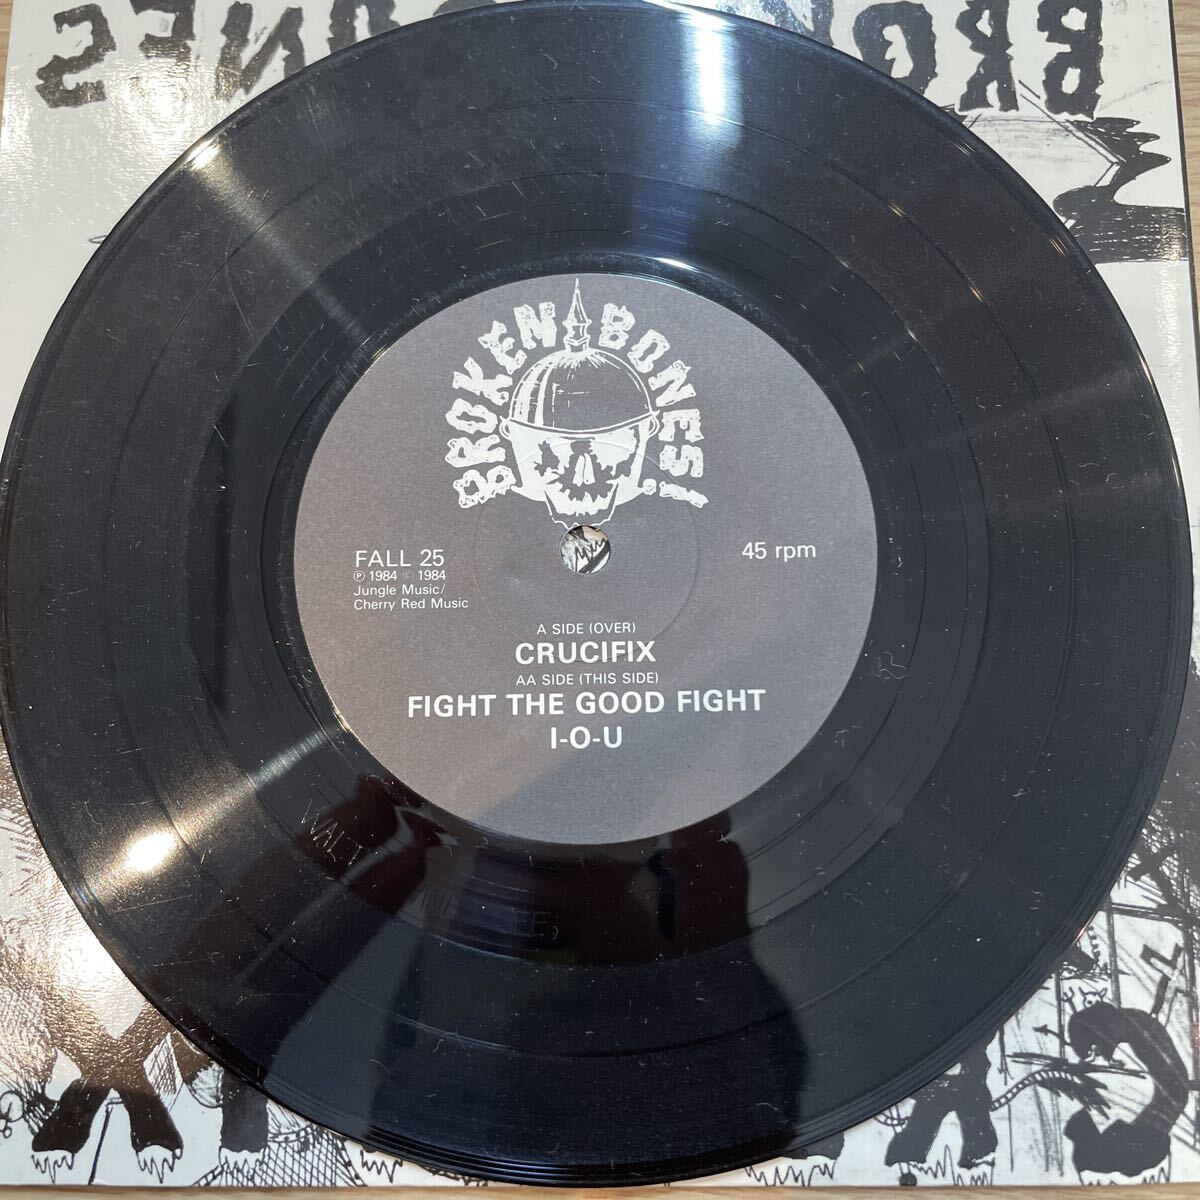 BROKEN BONES!
FALL 25
℗ 1984 © 1984
Jungle Music/
Cherry Red Music
45 rpm
A SIDE (OVER)
CRUCIFIX
AA SIDE (THIS SIDE)
FIGHT THE GOOD FIGHT
I-O-U